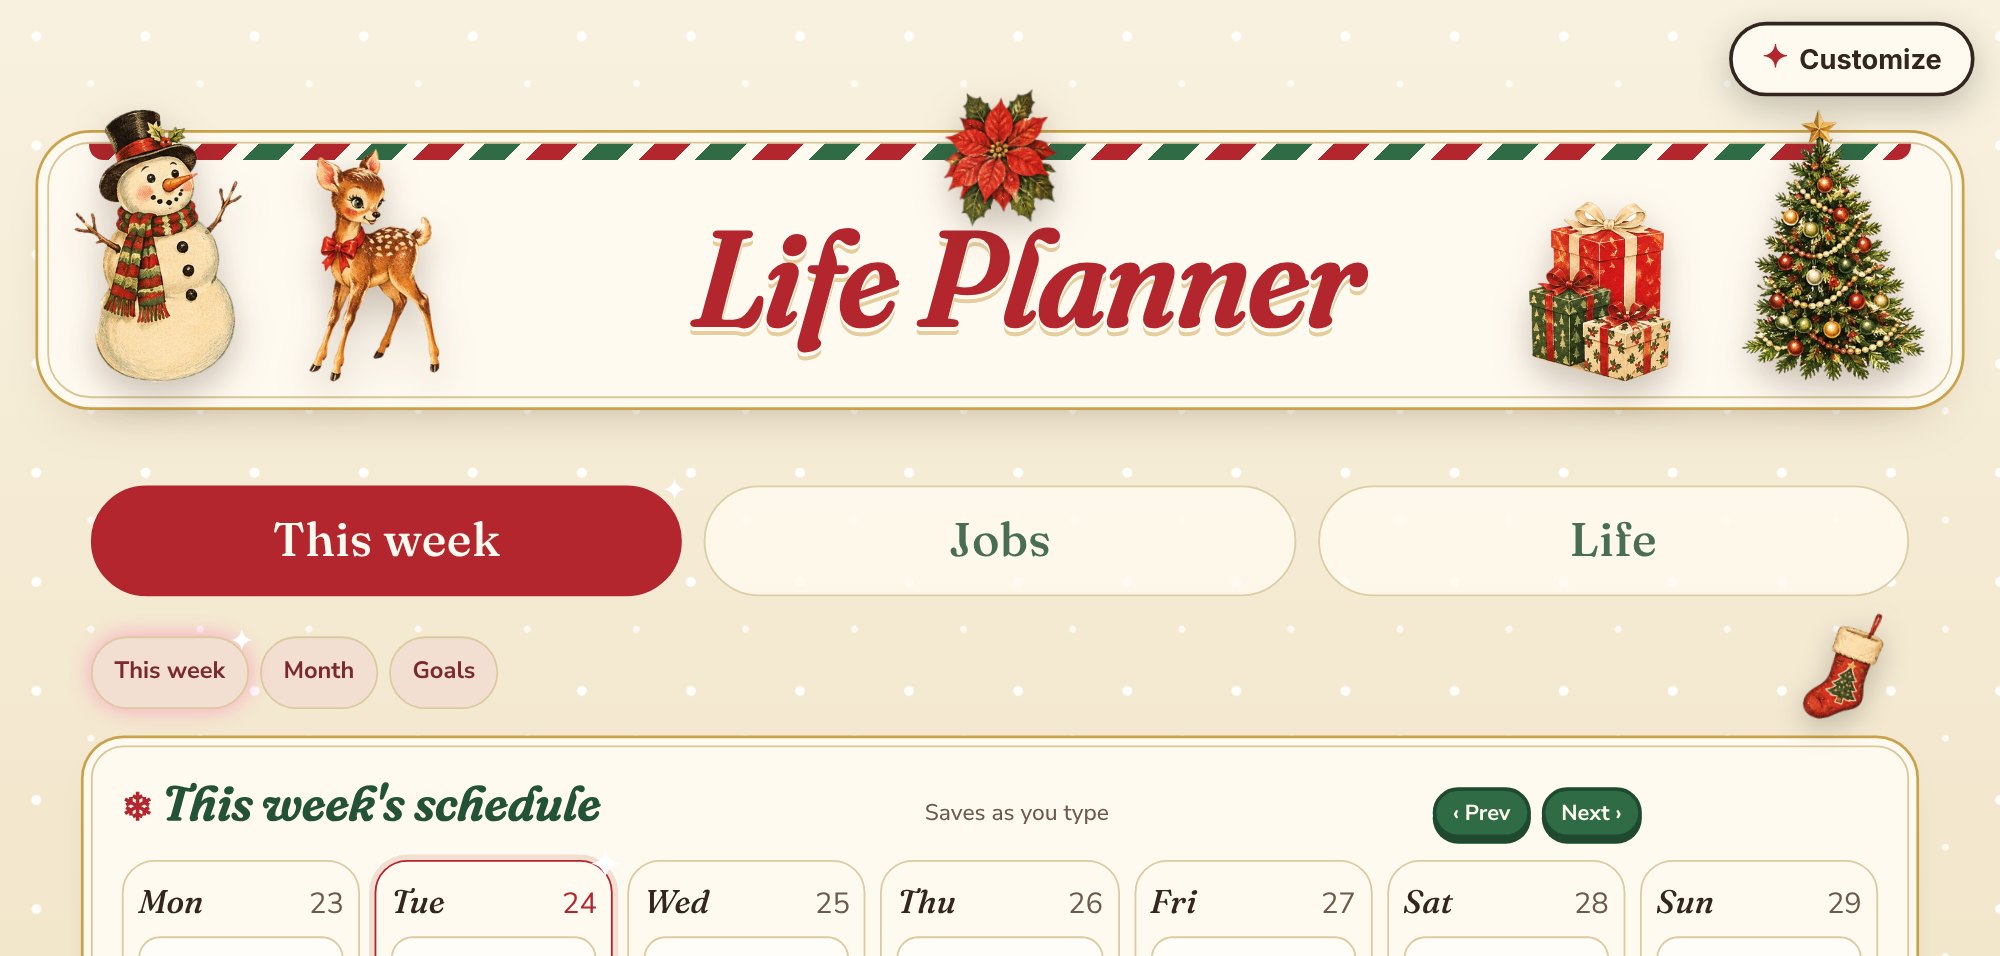 Customize
Life Planner
This week
Jobs
Life
This week
Month
Goals
This week's schedule
Saves as you type
‹ Prev
Next ›
Mon 23
Tue 24
Wed 25
Thu 26
Fri 27
Sat 28
Sun 29